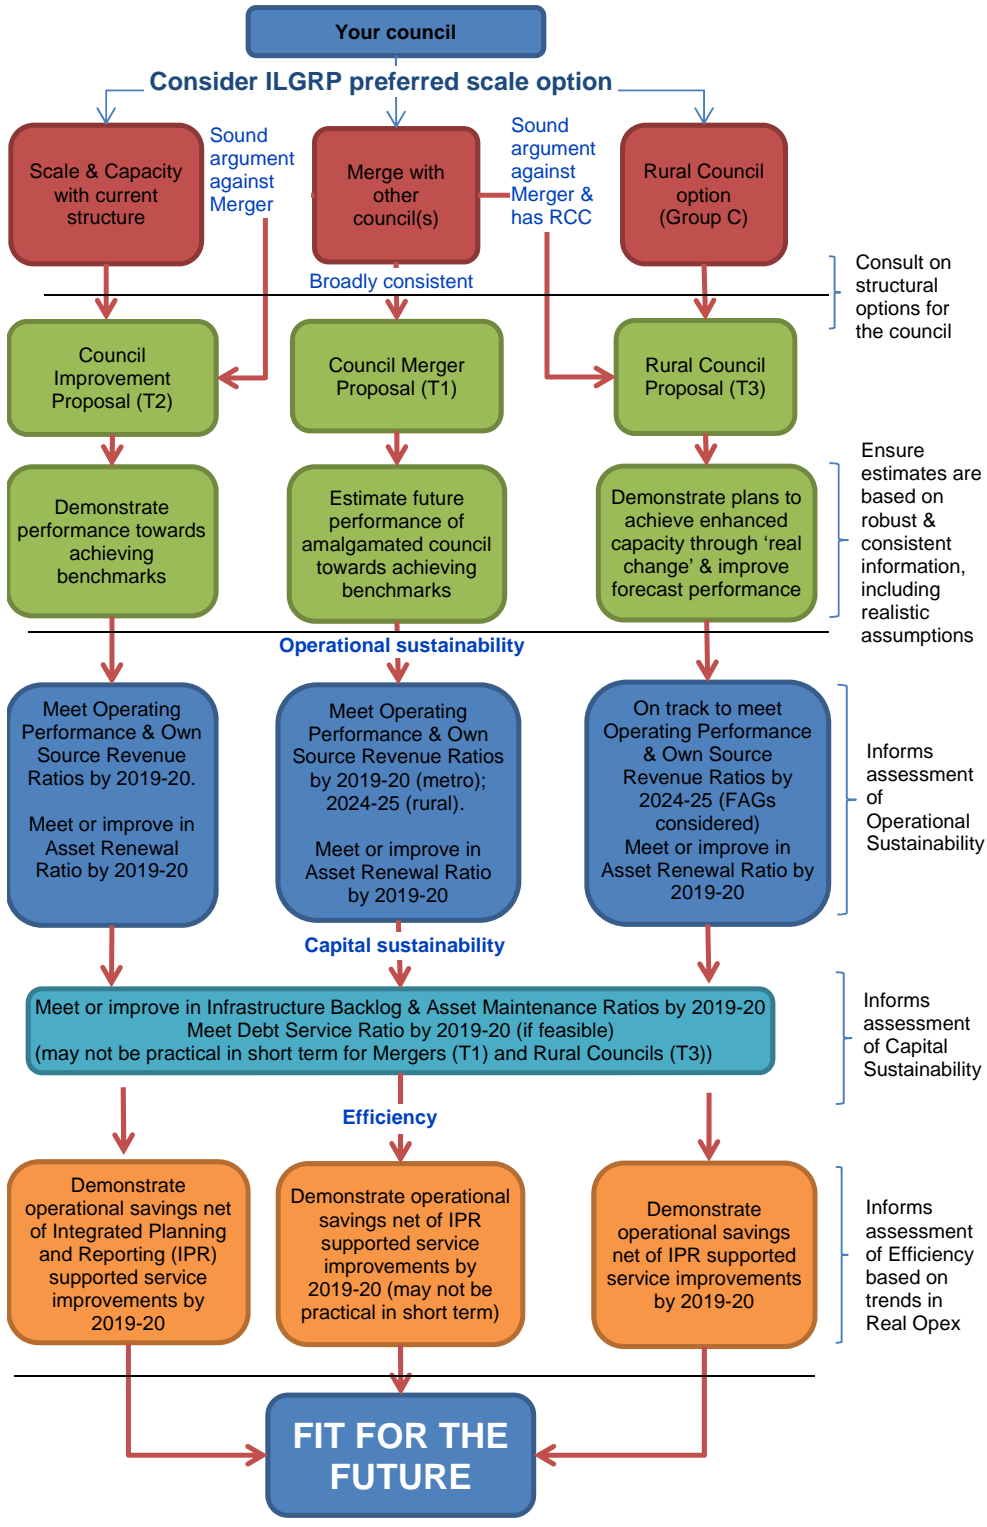 Your council
Consider ILGRP preferred scale option
Scale & Capacity
with current
structure
Sound
argument
against
Merger
Merge with
other
council(s)
Sound
argument
against
Merger &
has RCC
Rural Council
option
(Group C)
Broadly consistent
Consult on
structural
options for
the council
Council
Improvement
Proposal (T2)
Council Merger
Proposal (T1)
Rural Council
Proposal (T3)
Demonstrate
performance towards
achieving
benchmarks
Estimate future
performance of
amalgamated council
towards achieving
benchmarks
Demonstrate plans to
achieve enhanced
capacity through ‘real
change’ & improve
forecast performance
Ensure
estimates are
based on
robust &
consistent
information,
including
realistic
assumptions
Operational sustainability
Meet Operating
Performance & Own
Source Revenue
Ratios by 2019-20.
Meet or improve in
Asset Renewal
Ratio by 2019-20
Meet Operating
Performance & Own
Source Revenue Ratios
by 2019-20 (metro);
2024-25 (rural).
Meet or improve in
Asset Renewal Ratio
by 2019-20
On track to meet
Operating Performance
& Own Source
Revenue Ratios by
2024-25 (FAGs
considered)
Meet or improve in
Asset Renewal Ratio by
2019-20
Informs
assessment
of
Operational
Sustainability
Capital sustainability
Meet or improve in Infrastructure Backlog & Asset Maintenance Ratios by 2019-20
Meet Debt Service Ratio by 2019-20 (if feasible)
(may not be practical in short term for Mergers (T1) and Rural Councils (T3))
Informs
assessment
of Capital
Sustainability
Efficiency
Demonstrate
operational savings net
of Integrated Planning
and Reporting (IPR)
supported service
improvements by
2019-20
Demonstrate operational
savings net of IPR
supported service
improvements by
2019-20 (may not be
practical in short term)
Demonstrate
operational savings
net of IPR supported
service improvements
by 2019-20
Informs
assessment
of Efficiency
based on
trends in
Real Opex
FIT FOR THE
FUTURE